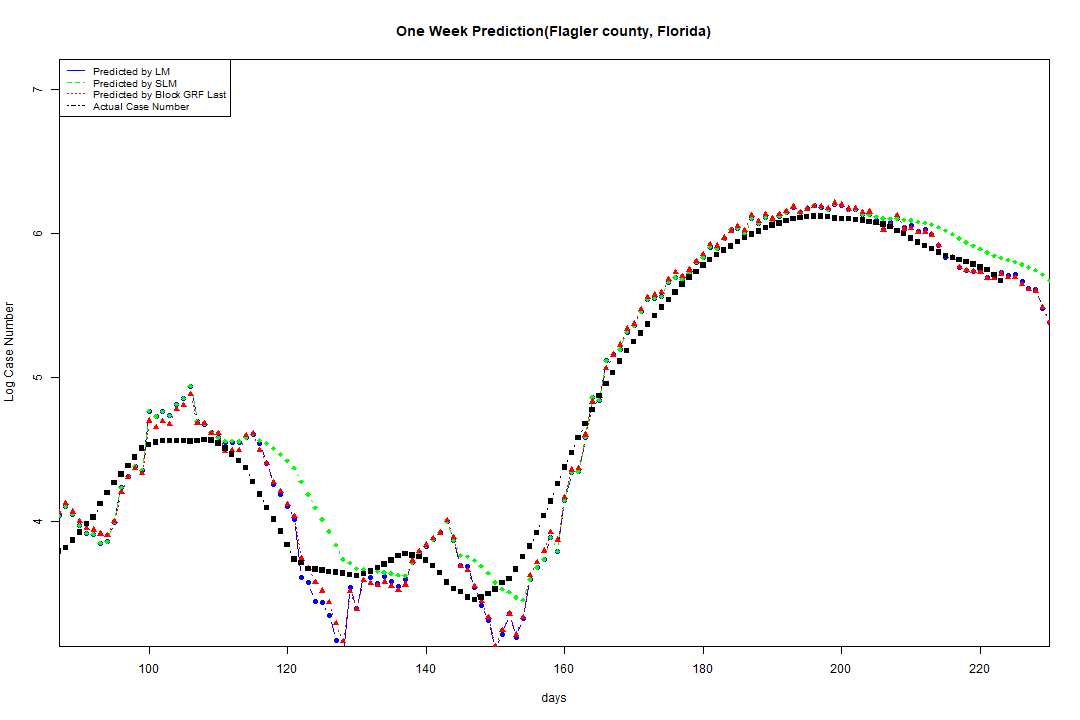 One Week Prediction(Flagler county, Florida)
Predicted by LM
Predicted by SLM
Predicted by Block GRF Last
Actual Case Number
7
6
5
4
Log Case Number
100 120 140 160 180 200 220
days